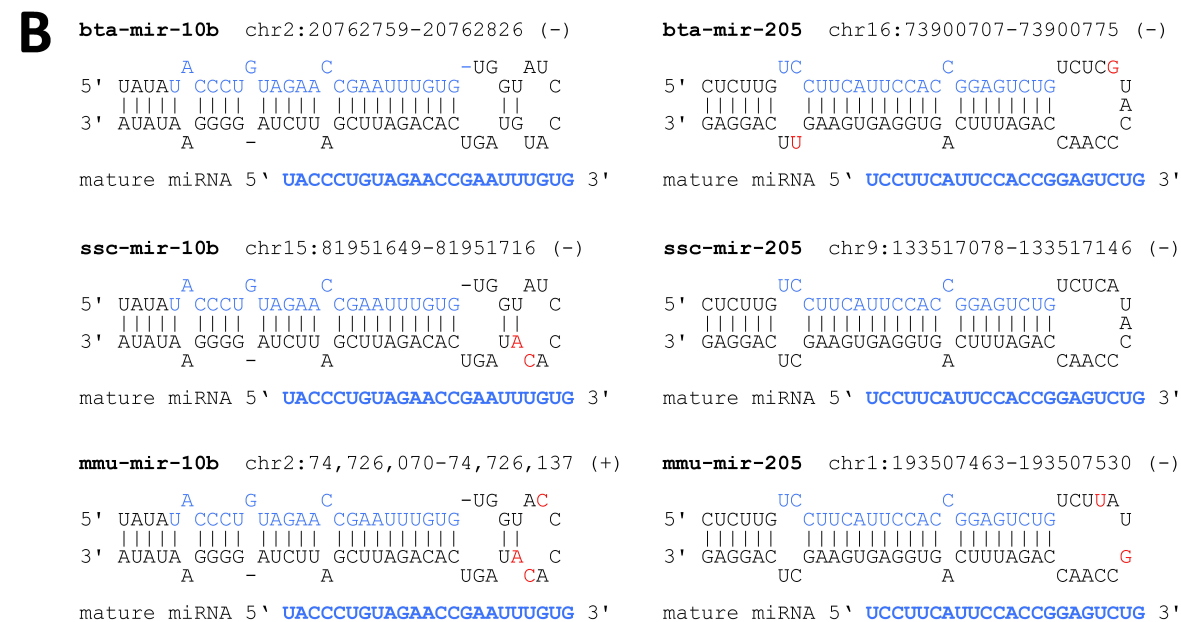 B
bta-mir-10b chr2:20762759-20762826 (-)
A G C -UG AU
5' UAUAU CCCU UAGAA CGAAUUUGUG GU C
||||| |||| ||||| |||||||||| ||
3' AUAUA GGGG AUCUU GCUUAGACAC UG C
A - A UGA UA
mature miRNA 5‘ UACCCUGUAGAACCGAAUUUGUG 3'
bta-mir-205 chr16:73900707-73900775 (-)
UC C UCUCG
5' CUCUUG CUUCAUUCCAC GGAGUCUG U
|||||| ||||||||||| |||||||| A
3' GAGGAC GAAGUGAGGUG CUUUAGAC C
UU A CAACC
mature miRNA 5‘ UCCUUCAUUCCACCGGAGUCUG 3'
ssc-mir-10b chr15:81951649-81951716 (-)
A G C -UG AU
5' UAUAU CCCU UAGAA CGAAUUUGUG GU C
||||| |||| ||||| |||||||||| ||
3' AUAUA GGGG AUCUU GCUUAGACAC UA C
A - A UGA CA
mature miRNA 5‘ UACCCUGUAGAACCGAAUUUGUG 3'
ssc-mir-205 chr9:133517078-133517146 (-)
UC C UCUCA
5' CUCUUG CUUCAUUCCAC GGAGUCUG U
|||||| ||||||||||| |||||||| A
3' GAGGAC GAAGUGAGGUG CUUUAGAC C
UC A CAACC
mature miRNA 5‘ UCCUUCAUUCCACCGGAGUCUG 3'
mmu-mir-10b chr2:74,726,070-74,726,137 (+)
A G C -UG AC
5' UAUAU CCCU UAGAA CGAAUUUGUG GU C
||||| |||| ||||| |||||||||| ||
3' AUAUA GGGG AUCUU GCUUAGACAC UA C
A - A UGA CA
mature miRNA 5‘ UACCCUGUAGAACCGAAUUUGUG 3'
mmu-mir-205 chr1:193507463-193507530 (-)
UC C UCUUA
5' CUCUUG CUUCAUUCCAC GGAGUCUG U
|||||| ||||||||||| ||||||||
3' GAGGAC GAAGUGAGGUG CUUUAGAC G
UC A CAACC
mature miRNA 5‘ UCCUUCAUUCCACCGGAGUCUG 3'